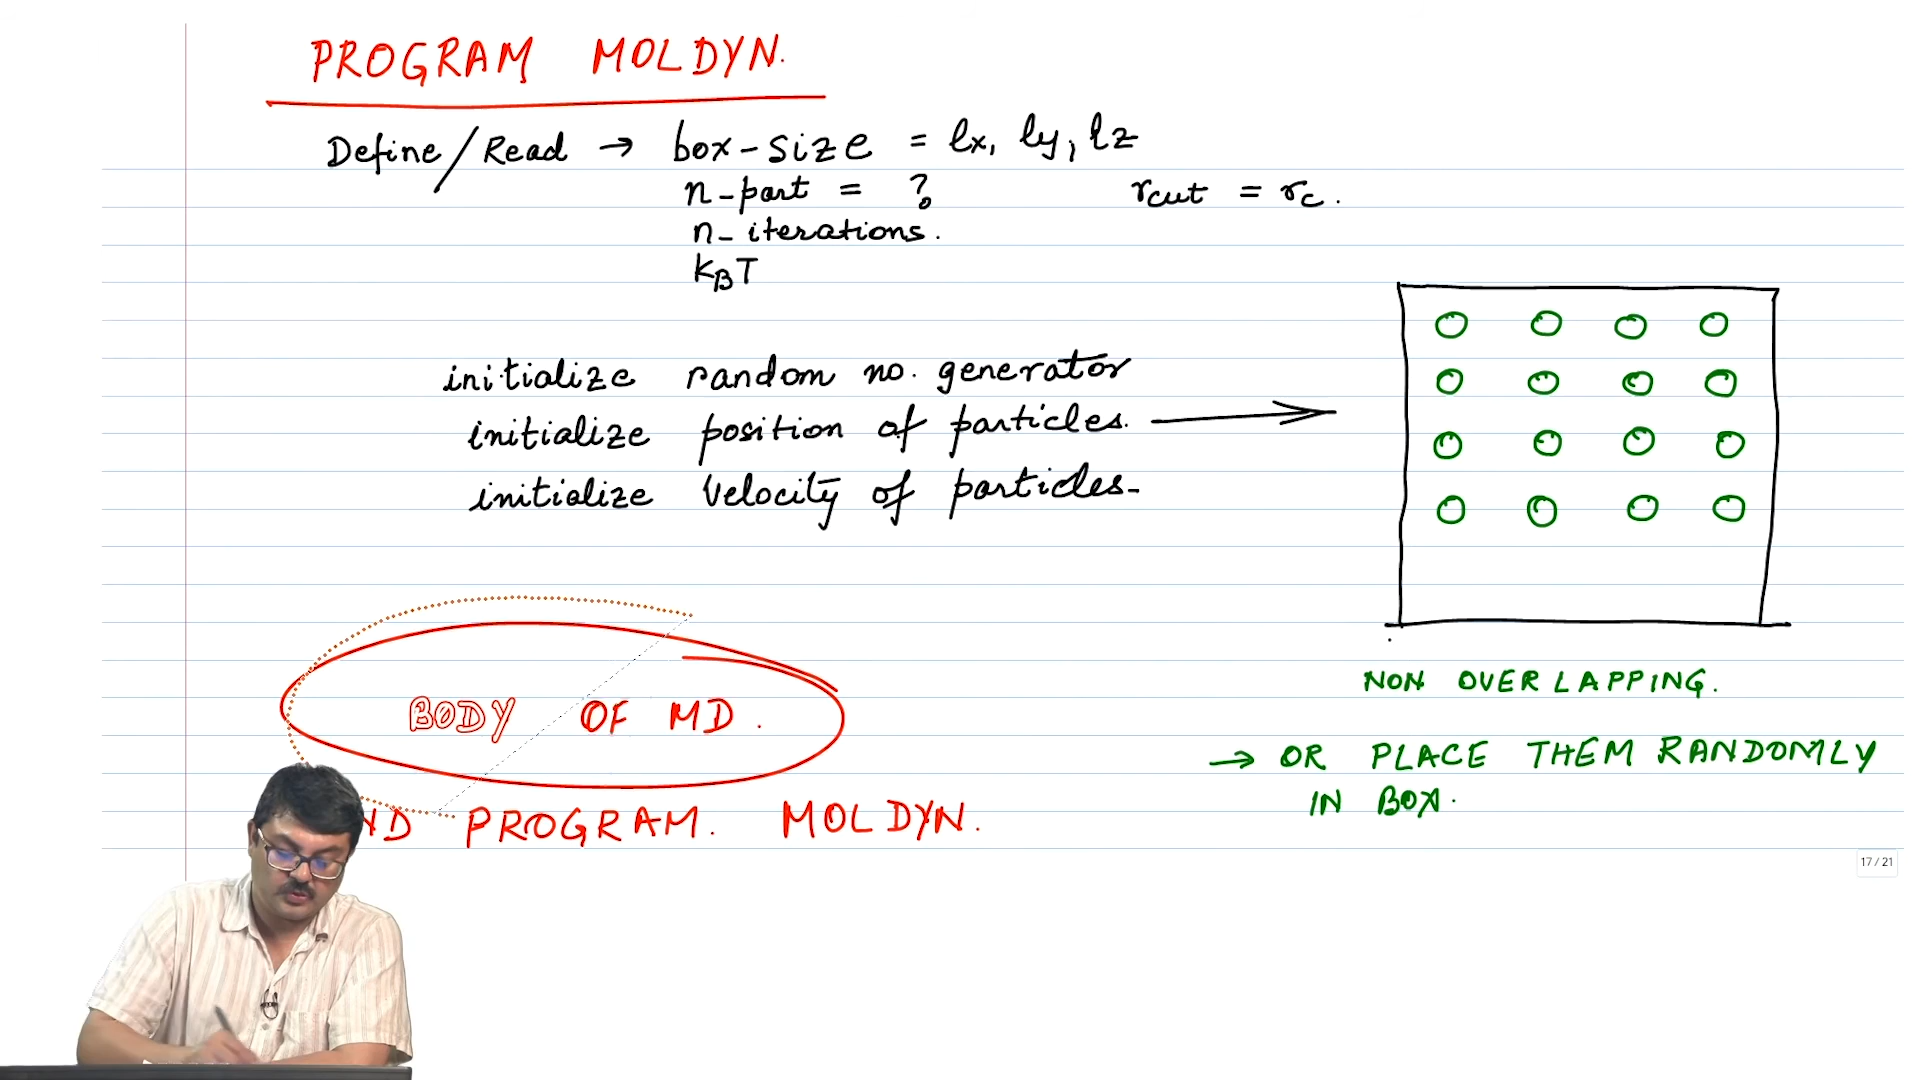 PROGRAM MOLDYN.
Define/Read → box-size = lx, ly, lz
n-part = ? rcut = rc.
n-iterations.
kBT
initialize random no. generator
initialize position of particles.
initialize velocity of particles-
NON OVERLAPPING.
→ OR PLACE THEM RANDOMLY
IN BOX.
BODY OF MD.
ND PROGRAM. MOLDYN.
17/21